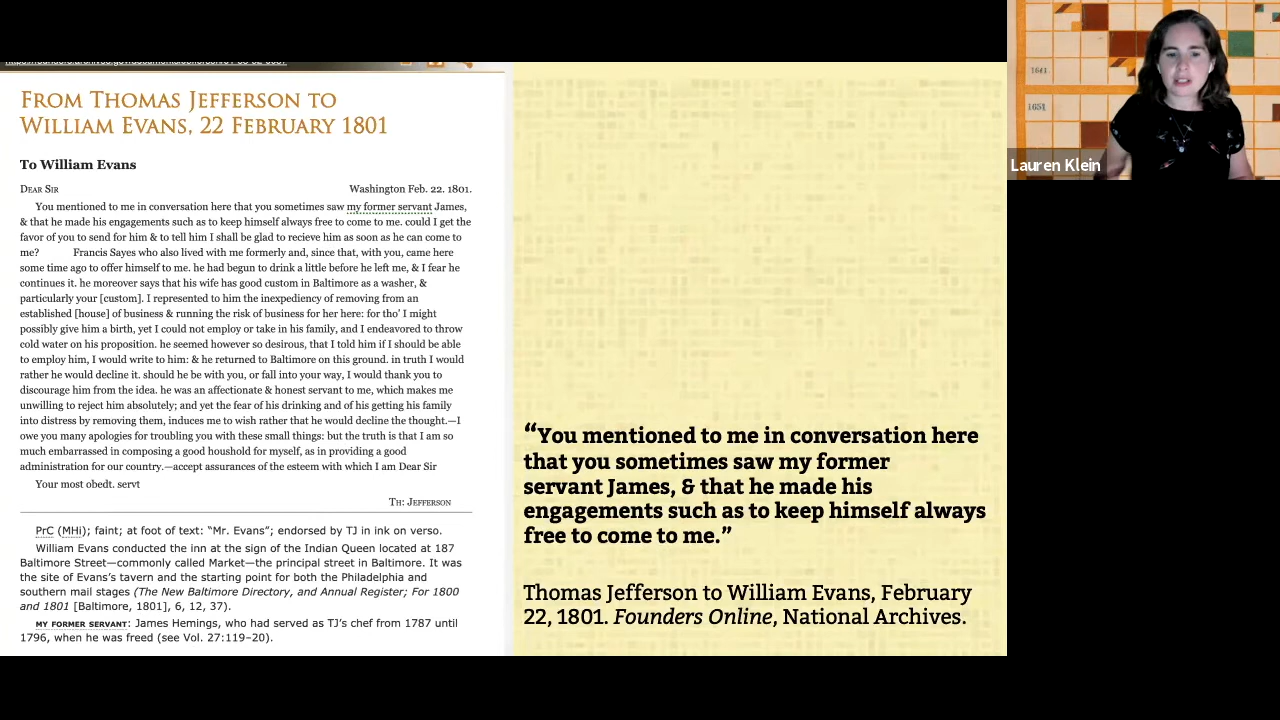 FROM THOMAS JEFFERSON TO
WILLIAM EVANS, 22 FEBRUARY 1801
To William Evans
DEAR SIR Washington Feb. 22. 1801.
You mentioned to me in conversation here that you sometimes saw my former servant James,
& that he made his engagements such as to keep himself always free to come to me. could I get the
favor of you to send for him & to tell him I shall be glad to recieve him as soon as he can come to
me? Francis Sayes who also lived with me formerly and, since that, with you, came here
some time ago to offer himself to me. he had begun to drink a little before he left me, & I fear he
continues it. he moreover says that his wife has good custom in Baltimore as a washer, &
particularly your [custom]. I represented to him the inexpediency of removing from an
established [house] of business & running the risk of business for her here: for tho' I might
possibly give him a birth, yet I could not employ or take in his family, and I endeavored to throw
cold water on his proposition. he seemed however so desirous, that I told him if I should be able
to employ him, I would write to him: & he returned to Baltimore on this ground. in truth I would
rather he would decline it. should he be with you, or fall into your way, I would thank you to
discourage him from the idea. he was an affectionate & honest servant to me, which makes me
unwilling to reject him absolutely; and yet the fear of his drinking and of his getting his family
into distress by removing them, induces me to wish rather that he would decline the thought.—I
owe you many apologies for troubling you with these small things: but the truth is that I am so
much embarrassed in composing a good houshold for myself, as in providing a good
administration for our country.—accept assurances of the esteem with which I am Dear Sir
Your most obedt. servt
TH: JEFFERSON
PrC (MHi); faint; at foot of text: “Mr. Evans”; endorsed by TJ in ink on verso.
William Evans conducted the inn at the sign of the Indian Queen located at 187
Baltimore Street—commonly called Market—the principal street in Baltimore. It was
the site of Evans’s tavern and the starting point for both the Philadelphia and
southern mail stages (The New Baltimore Directory, and Annual Register; For 1800
and 1801 [Baltimore, 1801], 6, 12, 37).
MY FORMER SERVANT: James Hemings, who had served as TJ’s chef from 1787 until
1796, when he was freed (see Vol. 27:119–20).
“You mentioned to me in conversation here
that you sometimes saw my former
servant James, & that he made his
engagements such as to keep himself always
free to come to me.”
Thomas Jefferson to William Evans, February
22, 1801. Founders Online, National Archives.
1641
1651
Lauren Klein